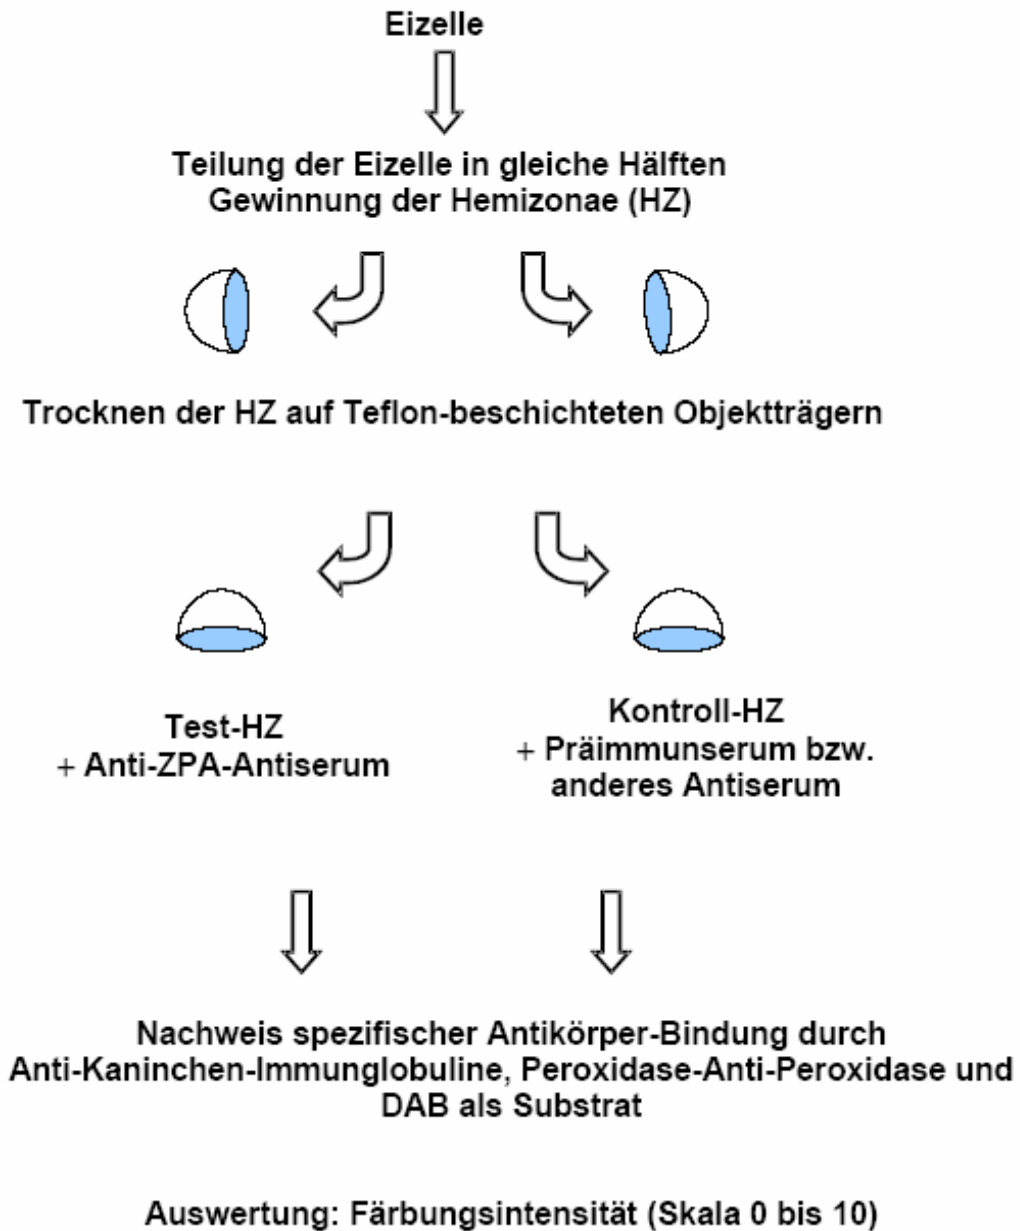 Eizelle
Teilung der Eizelle in gleiche Hälften
Gewinnung der Hemizonae (HZ)
Trocknen der HZ auf Teflon-beschichteten Objektträgern
Test-HZ
+ Anti-ZPA-Antiserum
Kontroll-HZ
+ Präimmunserum bzw.
anderes Antiserum
Nachweis spezifischer Antikörper-Bindung durch
Anti-Kaninchen-Immunglobuline, Peroxidase-Anti-Peroxidase und
DAB als Substrat
Auswertung: Färbungsintensität (Skala 0 bis 10)